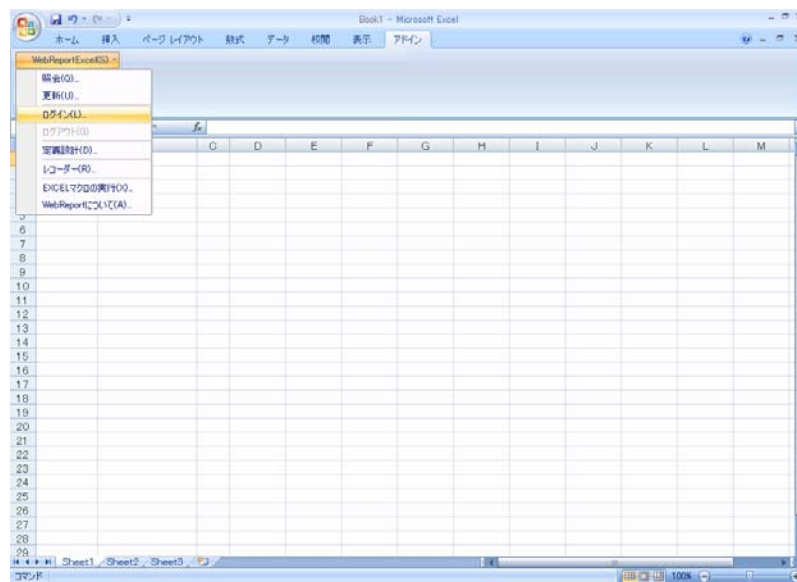 Book1 - Microsoft Excel
ホーム 挿入 ページ レイアウト 数式 データ 校閲 表示 アドイン
WebReportExcel(S)
照会(Q)...
更新(U)...
ログイン(L)...
ログアウト(G)
定義設計(D)...
レコーダー(R)...
EXCELマクロの実行(X)...
WebReportについて(A)...
fx
C D E F G H I J K L M
5
6
7
8
9
10
11
12
13
14
15
16
17
18
19
20
21
22
23
24
25
26
27
28
29
Sheet1 Sheet2 Sheet3
コマンド 100%